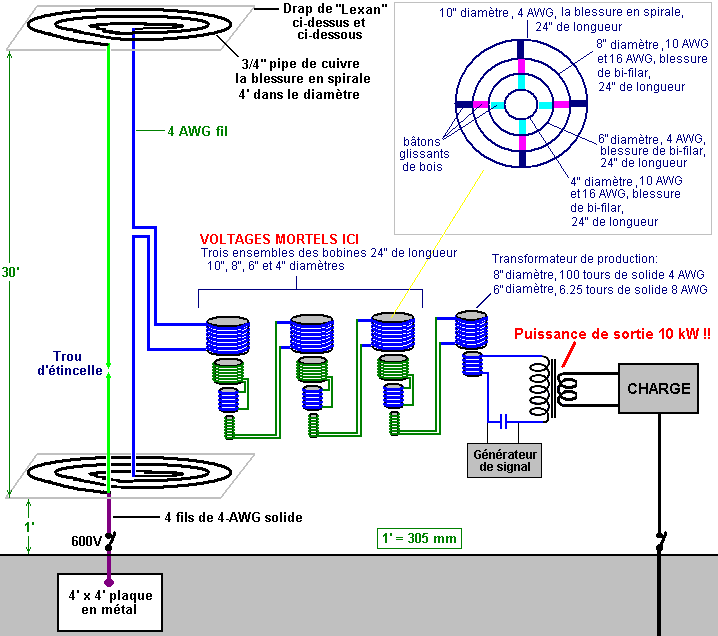 Drap de "Lexan"
ci-dessus et
ci-dessous
3/4" pipe de cuivre
la blessure en spirale
4' dans le diamètre
4 AWG fil
10" diamètre, 4 AWG, la blessure en spirale,
24" de longueur
8" diamètre, 10 AWG
et 16 AWG, blessure
de bi-filar,
24" de longueur
bâtons
glissants
de bois
6" diamètre, 4 AWG,
blessure de bi-filar,
24" de longueur
4" diamètre, 10 AWG
et 16 AWG, blessure
de bi-filar,
24" de longueur
VOLTAGES MORTELS ICI
Trois ensembles des bobines 24" de longueur
10", 8", 6" et 4" diamètres
Transformateur de production:
8" diamètre, 100 tours de solide 4 AWG
6" diamètre, 6.25 tours de solide 8 AWG
30'
Puissance de sortie 10 kW !!
Trou
d'étincelle
CHARGE
Générateur
de signal
4 fils de 4-AWG solide
1'
600V
1' = 305 mm
4' x 4' plaque
en métal